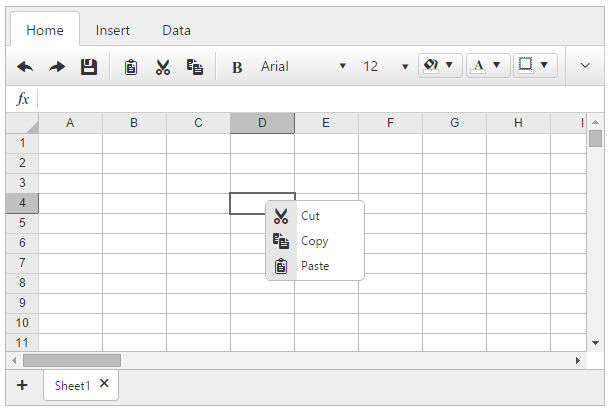 Home Insert Data
B Arial 12 A
fx
A B C D E F G H I
1
2
3
4
5
6
7
8
9
10
11
Cut
Copy
Paste
+ Sheet1 ✕